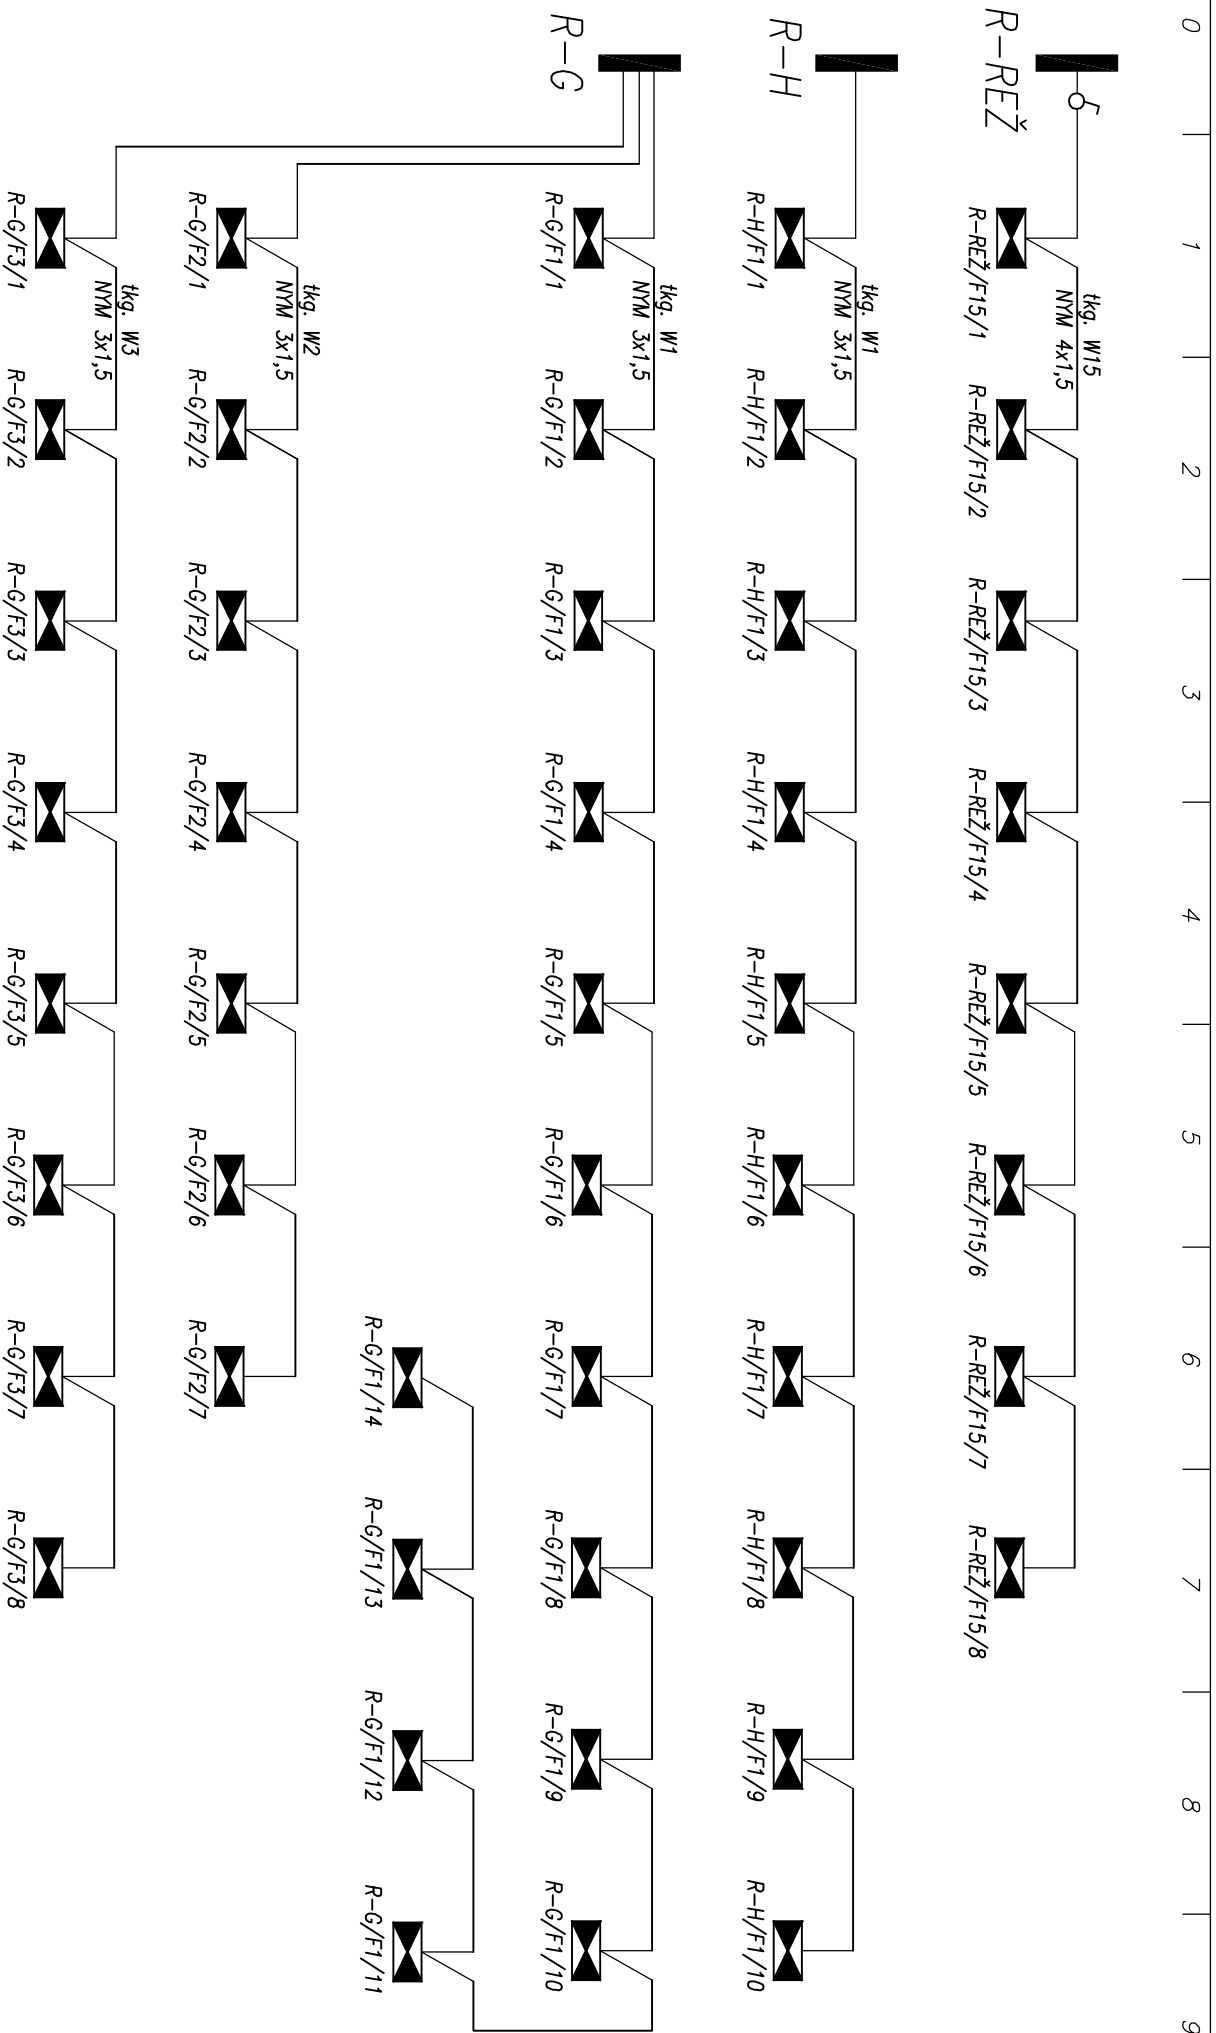 0 1 2 3 4 5 6 7 8 9
R-REŽ
tkg. W15
NYM 4x1,5
R-REŽ/F15/1 R-REŽ/F15/2 R-REŽ/F15/3 R-REŽ/F15/4 R-REŽ/F15/5 R-REŽ/F15/6 R-REŽ/F15/7 R-REŽ/F15/8
R-H
tkg. W1
NYM 3x1,5
R-H/F1/1 R-H/F1/2 R-H/F1/3 R-H/F1/4 R-H/F1/5 R-H/F1/6 R-H/F1/7 R-H/F1/8 R-H/F1/9 R-H/F1/10
R-G
tkg. W1
NYM 3x1,5
R-G/F1/1 R-G/F1/2 R-G/F1/3 R-G/F1/4 R-G/F1/5 R-G/F1/6 R-G/F1/7 R-G/F1/8 R-G/F1/9 R-G/F1/10
R-G/F1/14 R-G/F1/13 R-G/F1/12 R-G/F1/11
tkg. W2
NYM 3x1,5
R-G/F2/1 R-G/F2/2 R-G/F2/3 R-G/F2/4 R-G/F2/5 R-G/F2/6 R-G/F2/7
tkg. W3
NYM 3x1,5
R-G/F3/1 R-G/F3/2 R-G/F3/3 R-G/F3/4 R-G/F3/5 R-G/F3/6 R-G/F3/7 R-G/F3/8